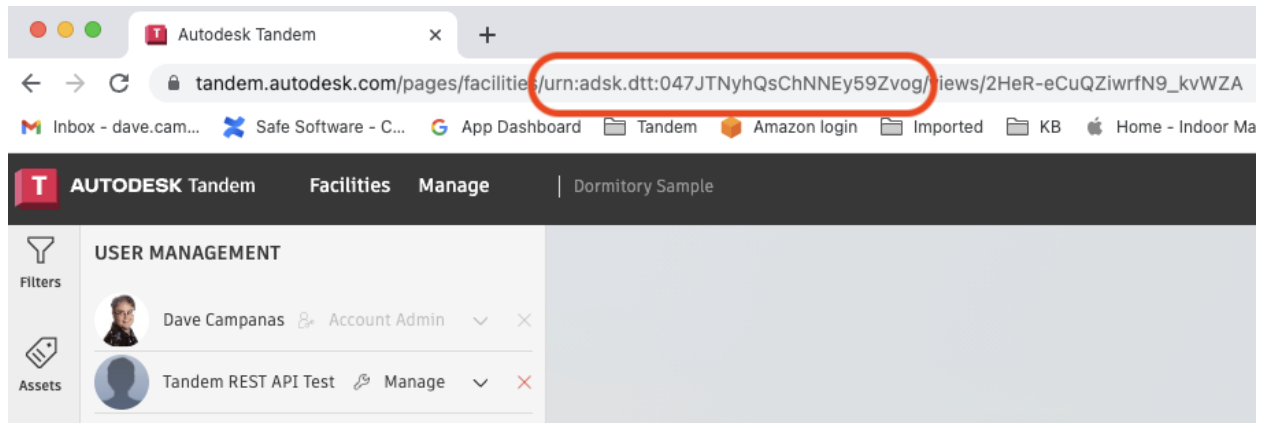 T Autodesk Tandem × +
tandem.autodesk.com/pages/facilities/urn:adsk.dtt:047JTNyhQsChNNEy59Zvog/views/2HeR-eCuQZiwrfN9_kvWZA
Inbox - dave.cam... Safe Software - C... App Dashboard Tandem Amazon login Imported KB Home - Indoor Ma
T AUTODESK Tandem Facilities Manage | Dormitory Sample
Filters
USER MANAGEMENT
Dave Campanas Account Admin
Assets
Tandem REST API Test Manage